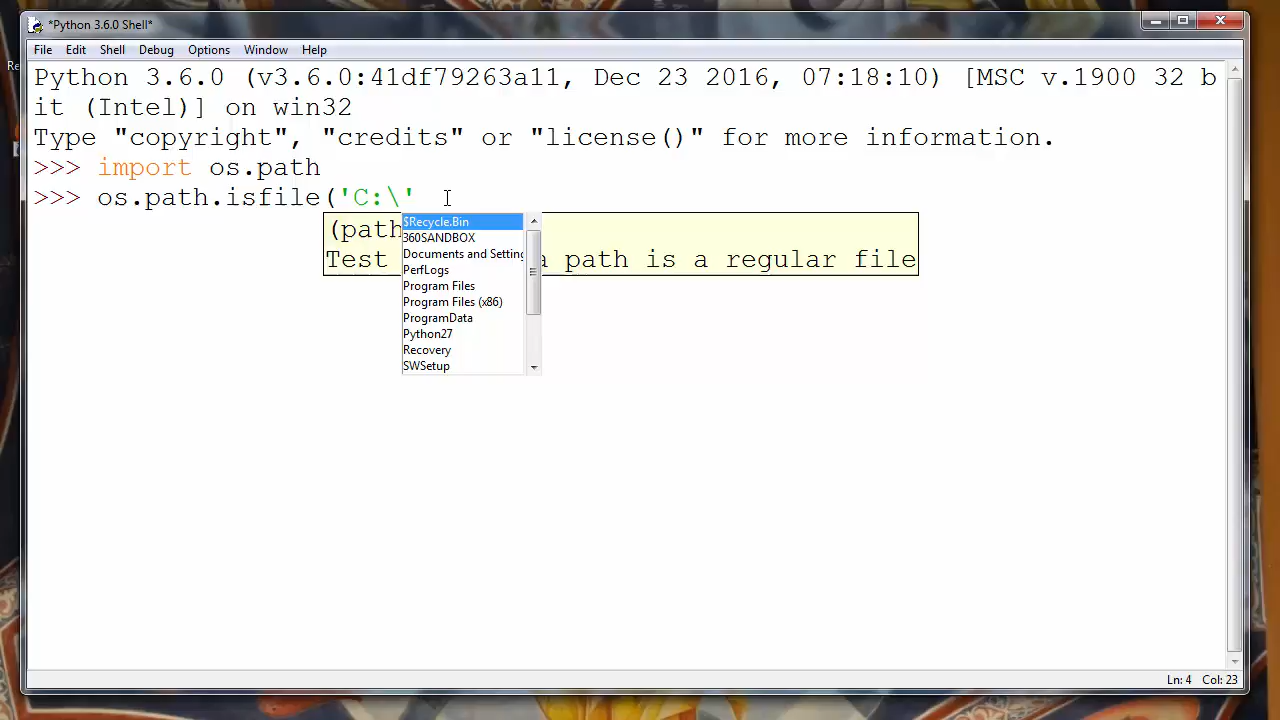 *Python 3.6.0 Shell*
File Edit Shell Debug Options Window Help
Python 3.6.0 (v3.6.0:41df79263a11, Dec 23 2016, 07:18:10) [MSC v.1900 32 b
it (Intel)] on win32
Type "copyright", "credits" or "license()" for more information.
>>> import os.path
>>> os.path.isfile('C:\'
(path
Test a path is a regular file
$Recycle.Bin
360SANDBOX
Documents and Setting
PerfLogs
Program Files
Program Files (x86)
ProgramData
Python27
Recovery
SWSetup
Ln: 4 Col: 23